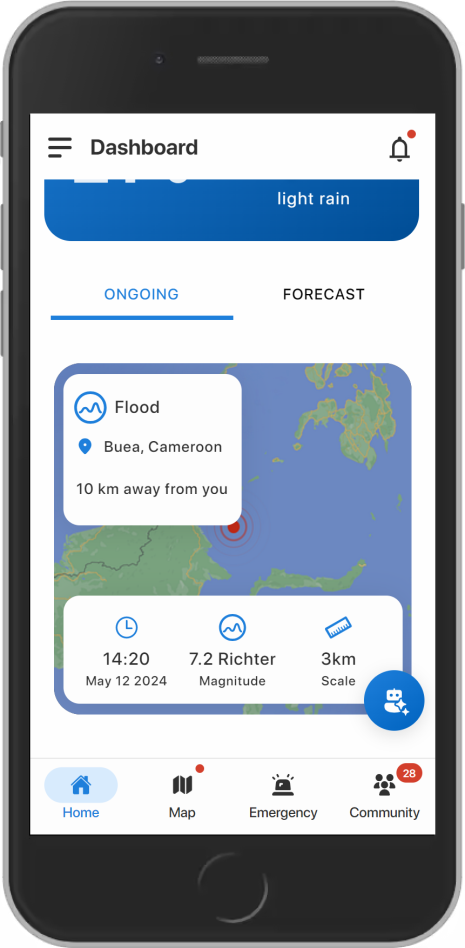 Dashboard
light rain
ONGOING
FORECAST
Flood
Buea, Cameroon
10 km away from you
14:20
May 12 2024
7.2 Richter
Magnitude
3km
Scale
Home
Map
Emergency
28
Community